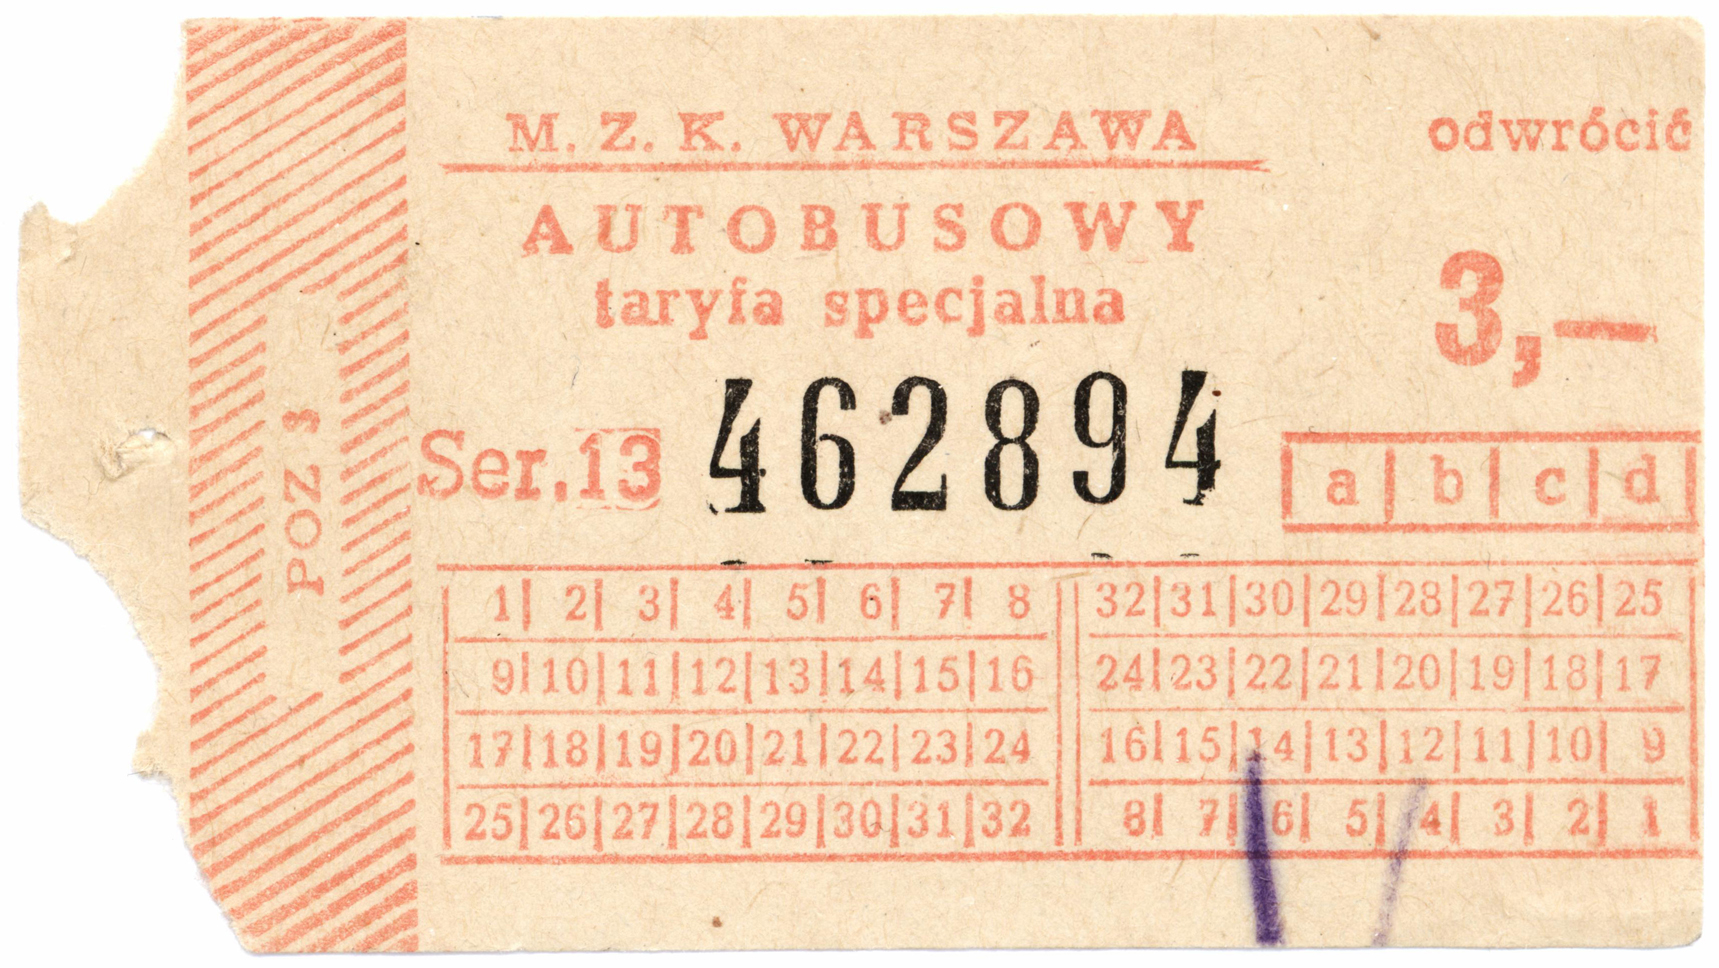 M. Z. K. WARSZAWA
odwrócić
AUTOBUSOWY
taryfa specjalna
3,—
Ser.13 462894
a| b| c| d
POZ 3
1| 2| 3| 4| 5| 6| 7| 8
9|10|11|12|13|14|15|16
17|18|19|20|21|22|23|24
25|26|27|28|29|30|31|32
32|31|30|29|28|27|26|25
24|23|22|21|20|19|18|17
16|15|14|13|12|11|10| 9
8| 7| 6| 5| 4| 3| 2| 1